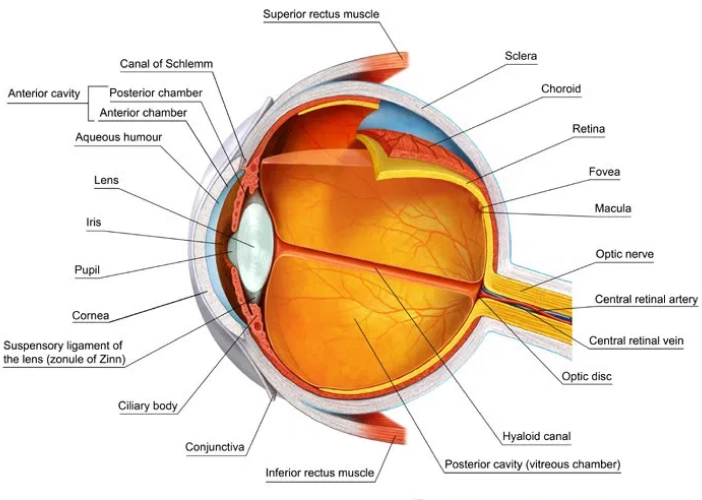 Superior rectus muscle
Canal of Schlemm
Anterior cavity
Posterior chamber
Anterior chamber
Aqueous humour
Lens
Iris
Pupil
Cornea
Suspensory ligament of
the lens (zonule of Zinn)
Ciliary body
Conjunctiva
Inferior rectus muscle
Sclera
Choroid
Retina
Fovea
Macula
Optic nerve
Central retinal artery
Central retinal vein
Optic disc
Hyaloid canal
Posterior cavity (vitreous chamber)